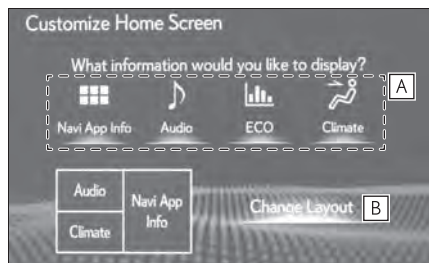 Customize Home Screen
What information would you like to display?
A
Navi App Info Audio ECO Climate
Audio
Navi App
Info
Climate
Change Layout B